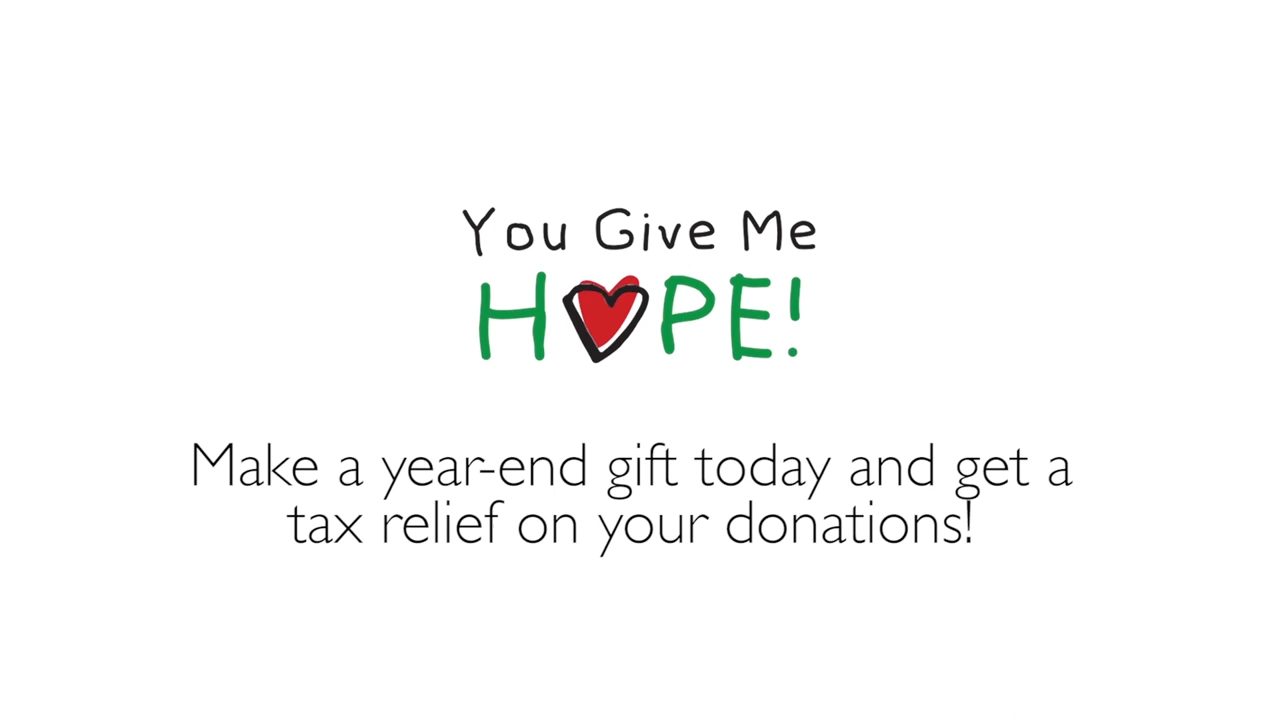 You Give Me
HOPE!
Make a year-end gift today and get a
tax relief on your donations!